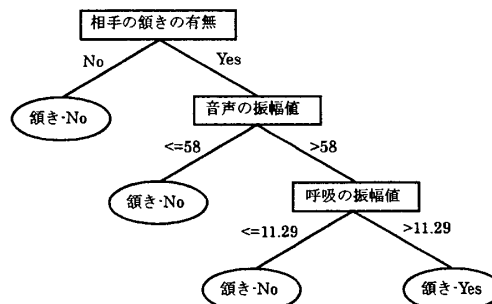 相手の頷きの有無
No
Yes
頷き-No
音声の振幅値
<=58
>58
頷き-No
呼吸の振幅値
<=11.29
>11.29
頷き-No
頷き-Yes